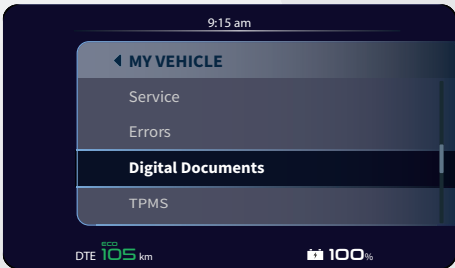 9:15 am
MY VEHICLE
Service
Errors
Digital Documents
TPMS
ECO
DTE 105 km
100%